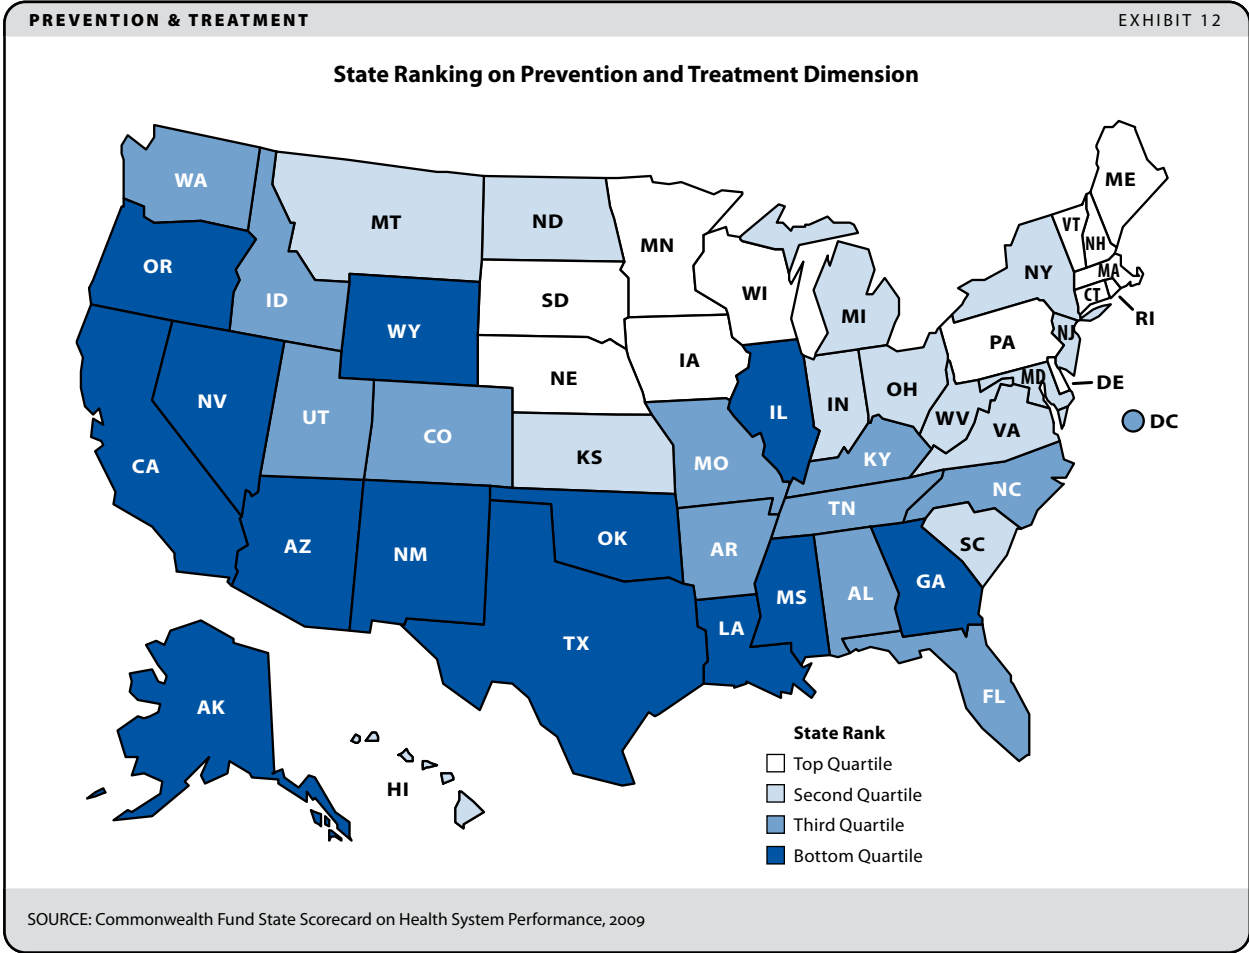 PREVENTION & TREATMENT
EXHIBIT 12
State Ranking on Prevention and Treatment Dimension
WA
MT
ND
MN
ME
VT
NH
OR
ID
SD
WI
NY
MA
CT
RI
WY
MI
PA
NJ
NE
IA
DE
MD
NV
UT
CO
IL
IN
OH
WV
VA
DC
CA
KS
MO
KY
NC
AZ
NM
OK
AR
TN
SC
MS
AL
GA
TX
LA
AK
FL
HI
State Rank
Top Quartile
Second Quartile
Third Quartile
Bottom Quartile
SOURCE: Commonwealth Fund State Scorecard on Health System Performance, 2009